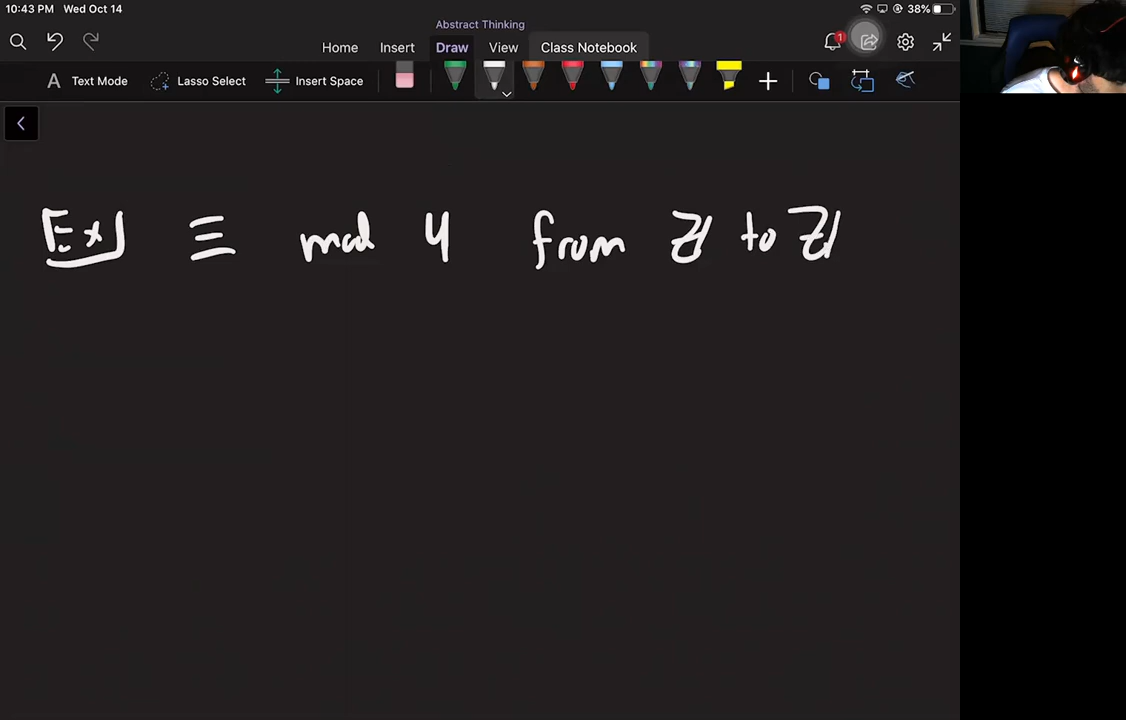 10:43 PM Wed Oct 14
38%
Abstract Thinking
Home Insert Draw View Class Notebook
1
A Text Mode Lasso Select Insert Space
Ex] ≡ mod 4 from ℤ to ℤ